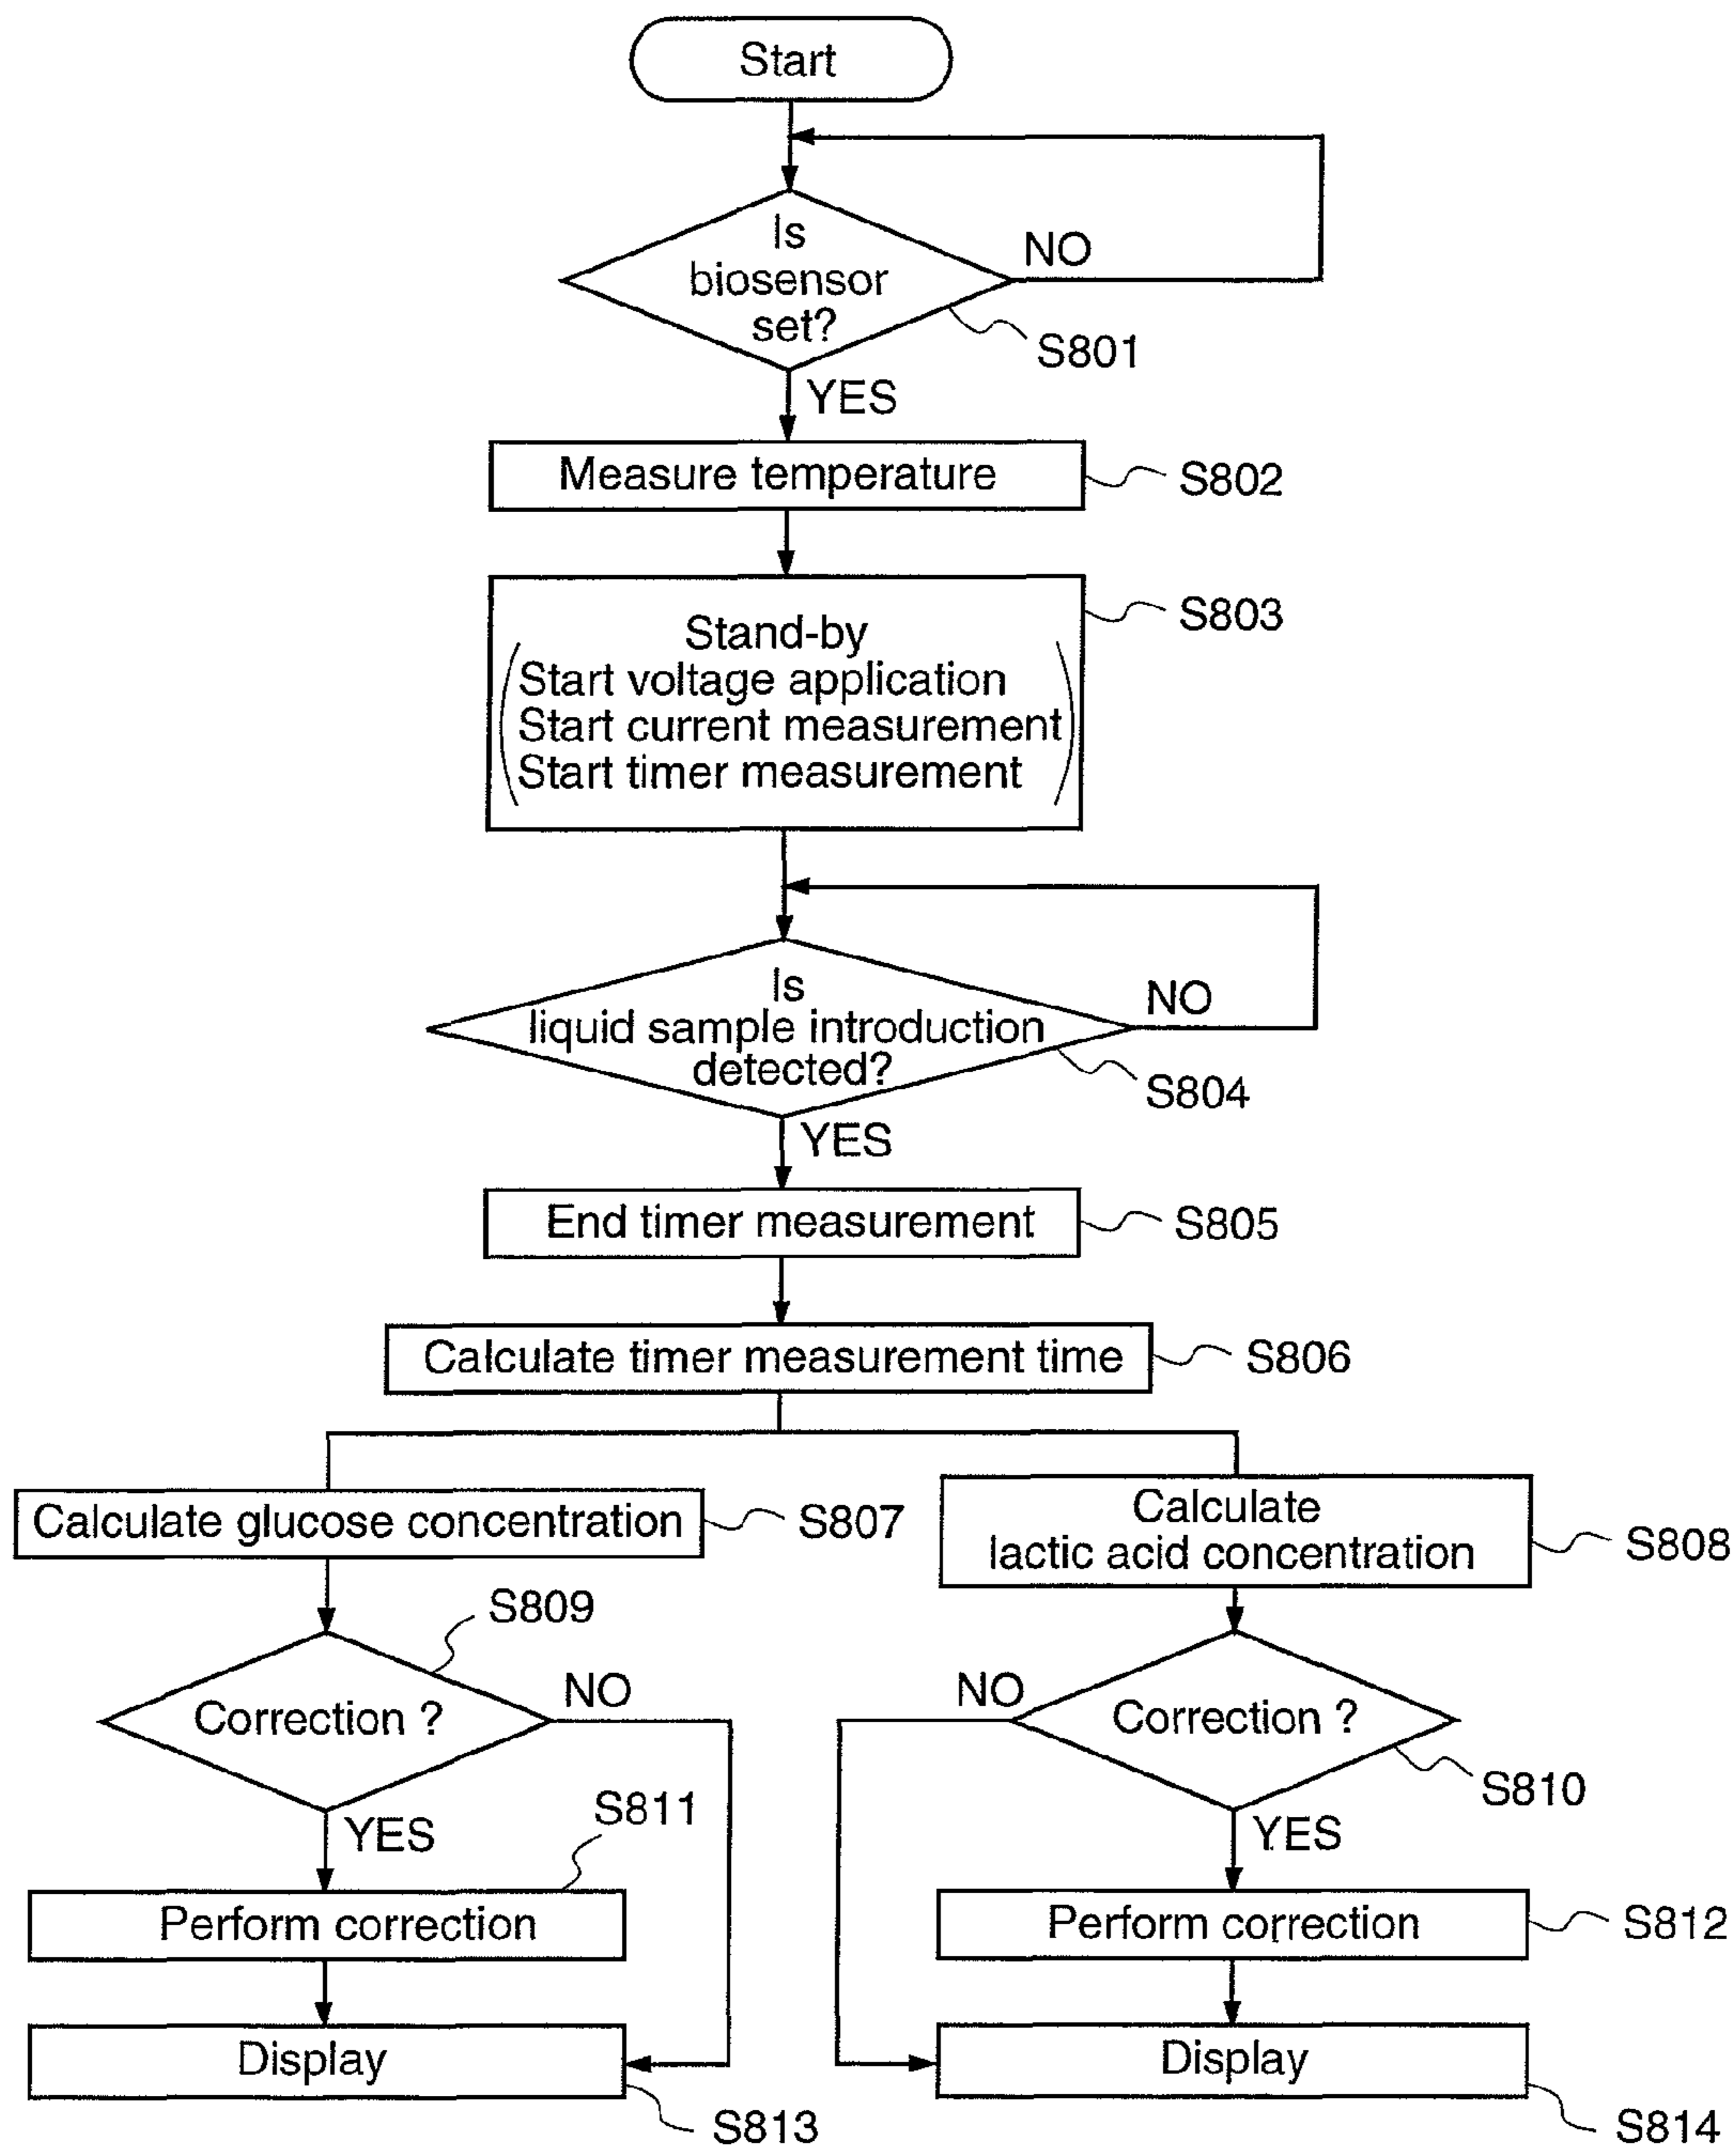 Start
Is
biosensor
set?
NO
S801
YES
Measure temperature
S802
Stand-by
S803
Start voltage application
Start current measurement
Start timer measurement
Is
liquid sample introduction
detected?
NO
S804
YES
End timer measurement
S805
Calculate timer measurement time
S806
Calculate glucose concentration
S807
Calculate
lactic acid concentration
S808
S809
Correction ?
NO
YES
S811
Perform correction
Display
S813
NO
Correction ?
S810
YES
Perform correction
S812
Display
S814